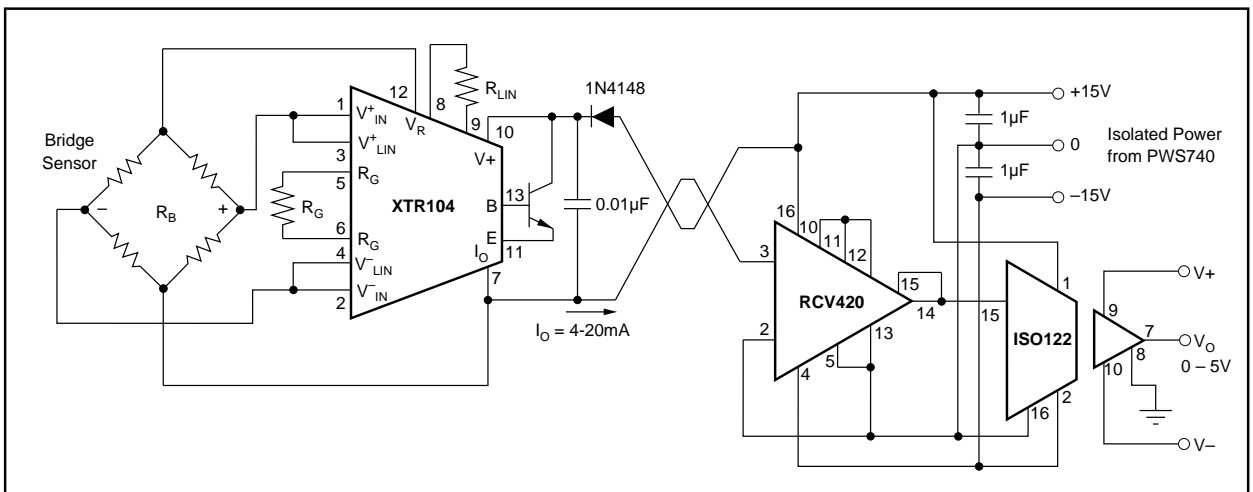 Bridge
Sensor
R_B
–
+
R_G
1
3
5
6
4
2
12
8
9
10
13
11
7
V⁺_IN
V⁺_LIN
R_G
R_G
V⁻_LIN
V⁻_IN
V_R
V+
B
E
I_O
XTR104
R_LIN
1N4148
0.01µF
I_O = 4-20mA
16
10
11
12
3
15
14
2
13
5
4
RCV420
+15V
1µF
0
1µF
–15V
Isolated Power
from PWS740
1
15
ISO122
16
2
9
7
8
10
V+
V_O
0 – 5V
V–